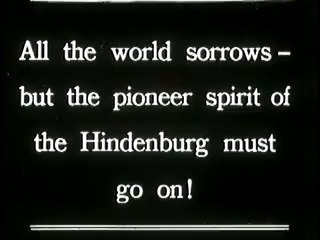 All the world sorrows –
but the pioneer spirit of
the Hindenburg must
go on!